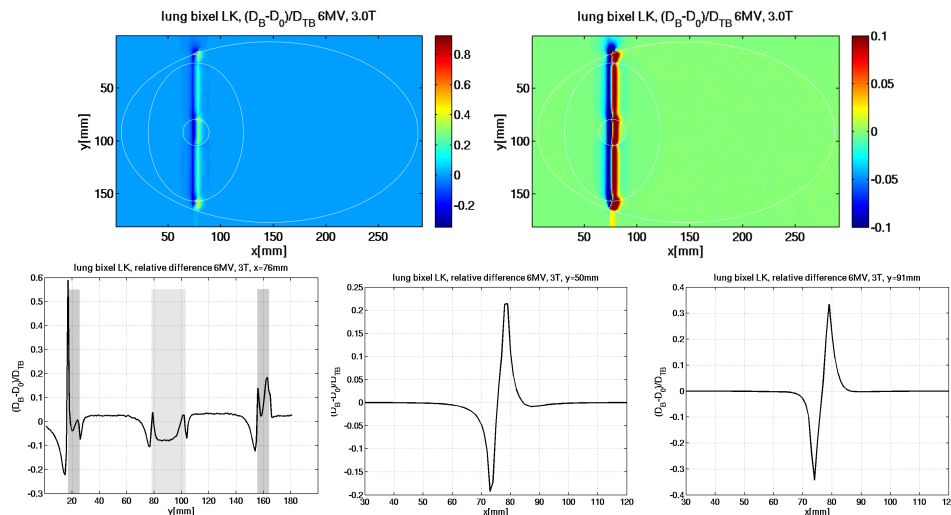 lung bixel LK, (D_B-D_0)/D_TB 6MV, 3.0T
50
100
150
y[mm]
50 100 150 200 250
x[mm]
0.8
0.6
0.4
0.2
0
-0.2
lung bixel LK, (D_B-D_0)/D_TB 6MV, 3.0T
50
100
150
y[mm]
50 100 150 200 250
x[mm]
0.1
0.05
0
-0.05
-0.1
lung bixel LK, relative difference 6MV, 3T, x=76mm
0.6
0.5
0.4
0.3
0.2
0.1
0
-0.1
-0.2
-0.3
(D_B-D_0)/D_TB
20 40 60 80 100 120 140 160 180 200
y[mm]
lung bixel LK, relative difference 6MV, 3T, y=50mm
0.25
0.2
0.15
0.1
0.05
0
-0.05
-0.1
-0.15
-0.2
(D_B-D_0)/D_TB
30 40 50 60 70 80 90 100 110 120
x[mm]
lung bixel LK, relative difference 6MV, 3T, y=91mm
0.4
0.3
0.2
0.1
0
-0.1
-0.2
-0.3
-0.4
(D_B-D_0)/D_TB
30 40 50 60 70 80 90 100 110 120
x[mm]